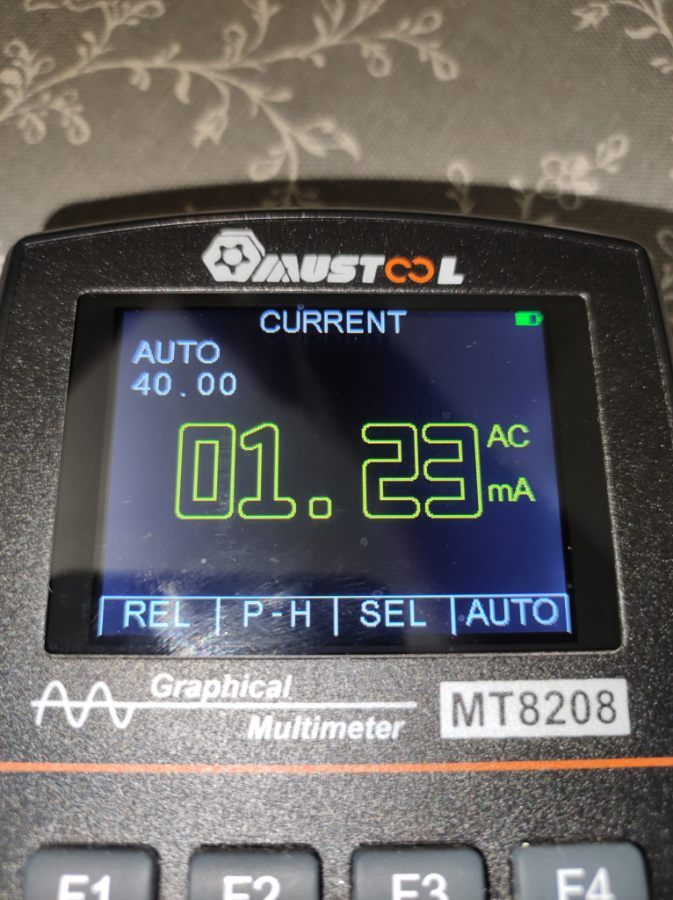 MUSTOOL
CURRENT
AUTO
40.00
01.23 AC
mA
REL P-H SEL AUTO
Graphical
Multimeter
MT8208
F1 F2 F3 F4